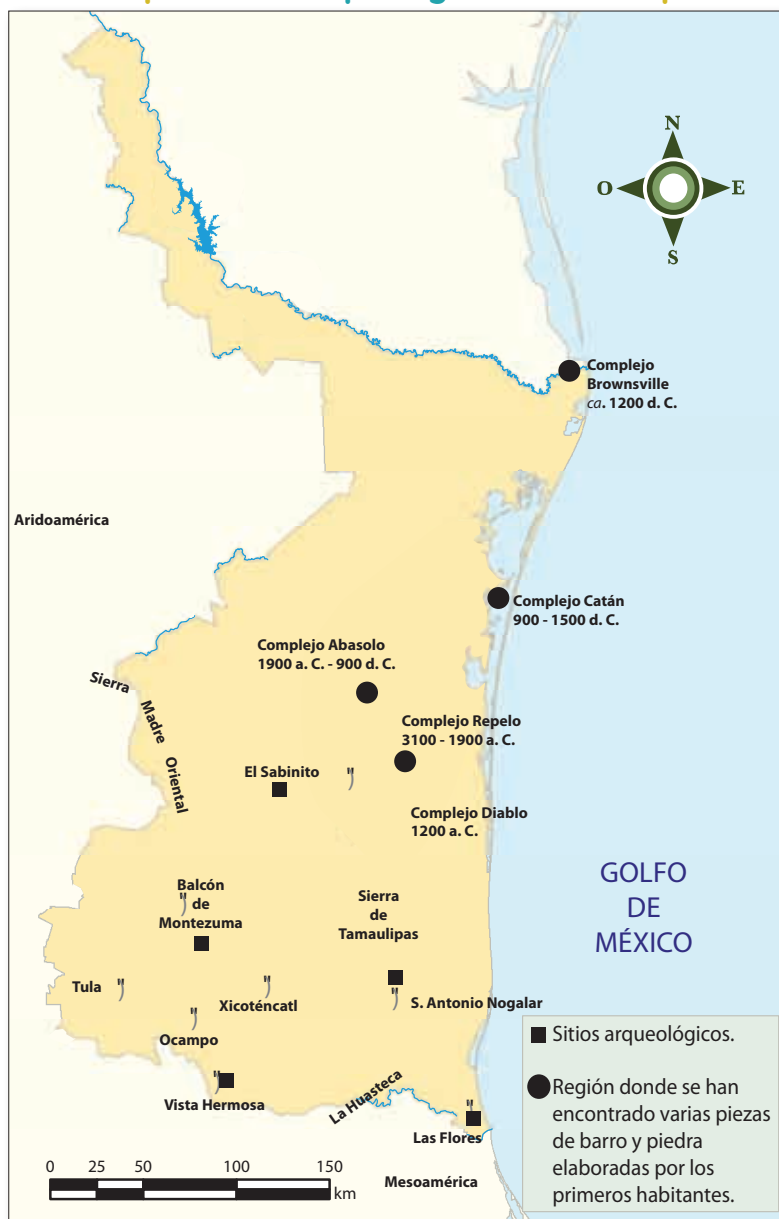 N
O
E
S
Complejo
Brownsville
ca. 1200 d. C.
Aridoamérica
Complejo Catán
900 - 1500 d. C.
Complejo Abasolo
1900 a. C. - 900 d. C.
Sierra Madre Oriental
Complejo Repelo
3100 - 1900 a. C.
El Sabinito
Complejo Diablo
1200 a. C.
GOLFO
DE
MÉXICO
Balcón
de
Montezuma
Sierra
de
Tamaulipas
Tula
Xicoténcatl
S. Antonio Nogalar
Ocampo
Vista Hermosa
La Huasteca
Las Flores
Mesoamérica
0 25 50 100 150
km
Sitios arqueológicos.
Región donde se han
encontrado varias piezas
de barro y piedra
elaboradas por los
primeros habitantes.